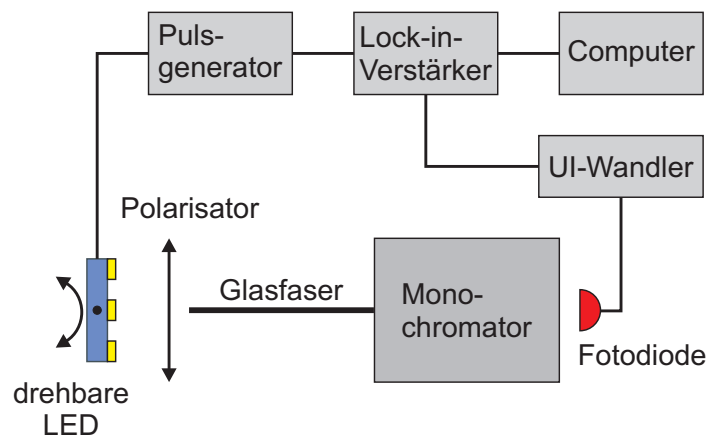 Puls-
generator
Lock-in-
Verstärker
Computer
UI-Wandler
Polarisator
Glasfaser
Mono-
chromator
Fotodiode
drehbare
LED